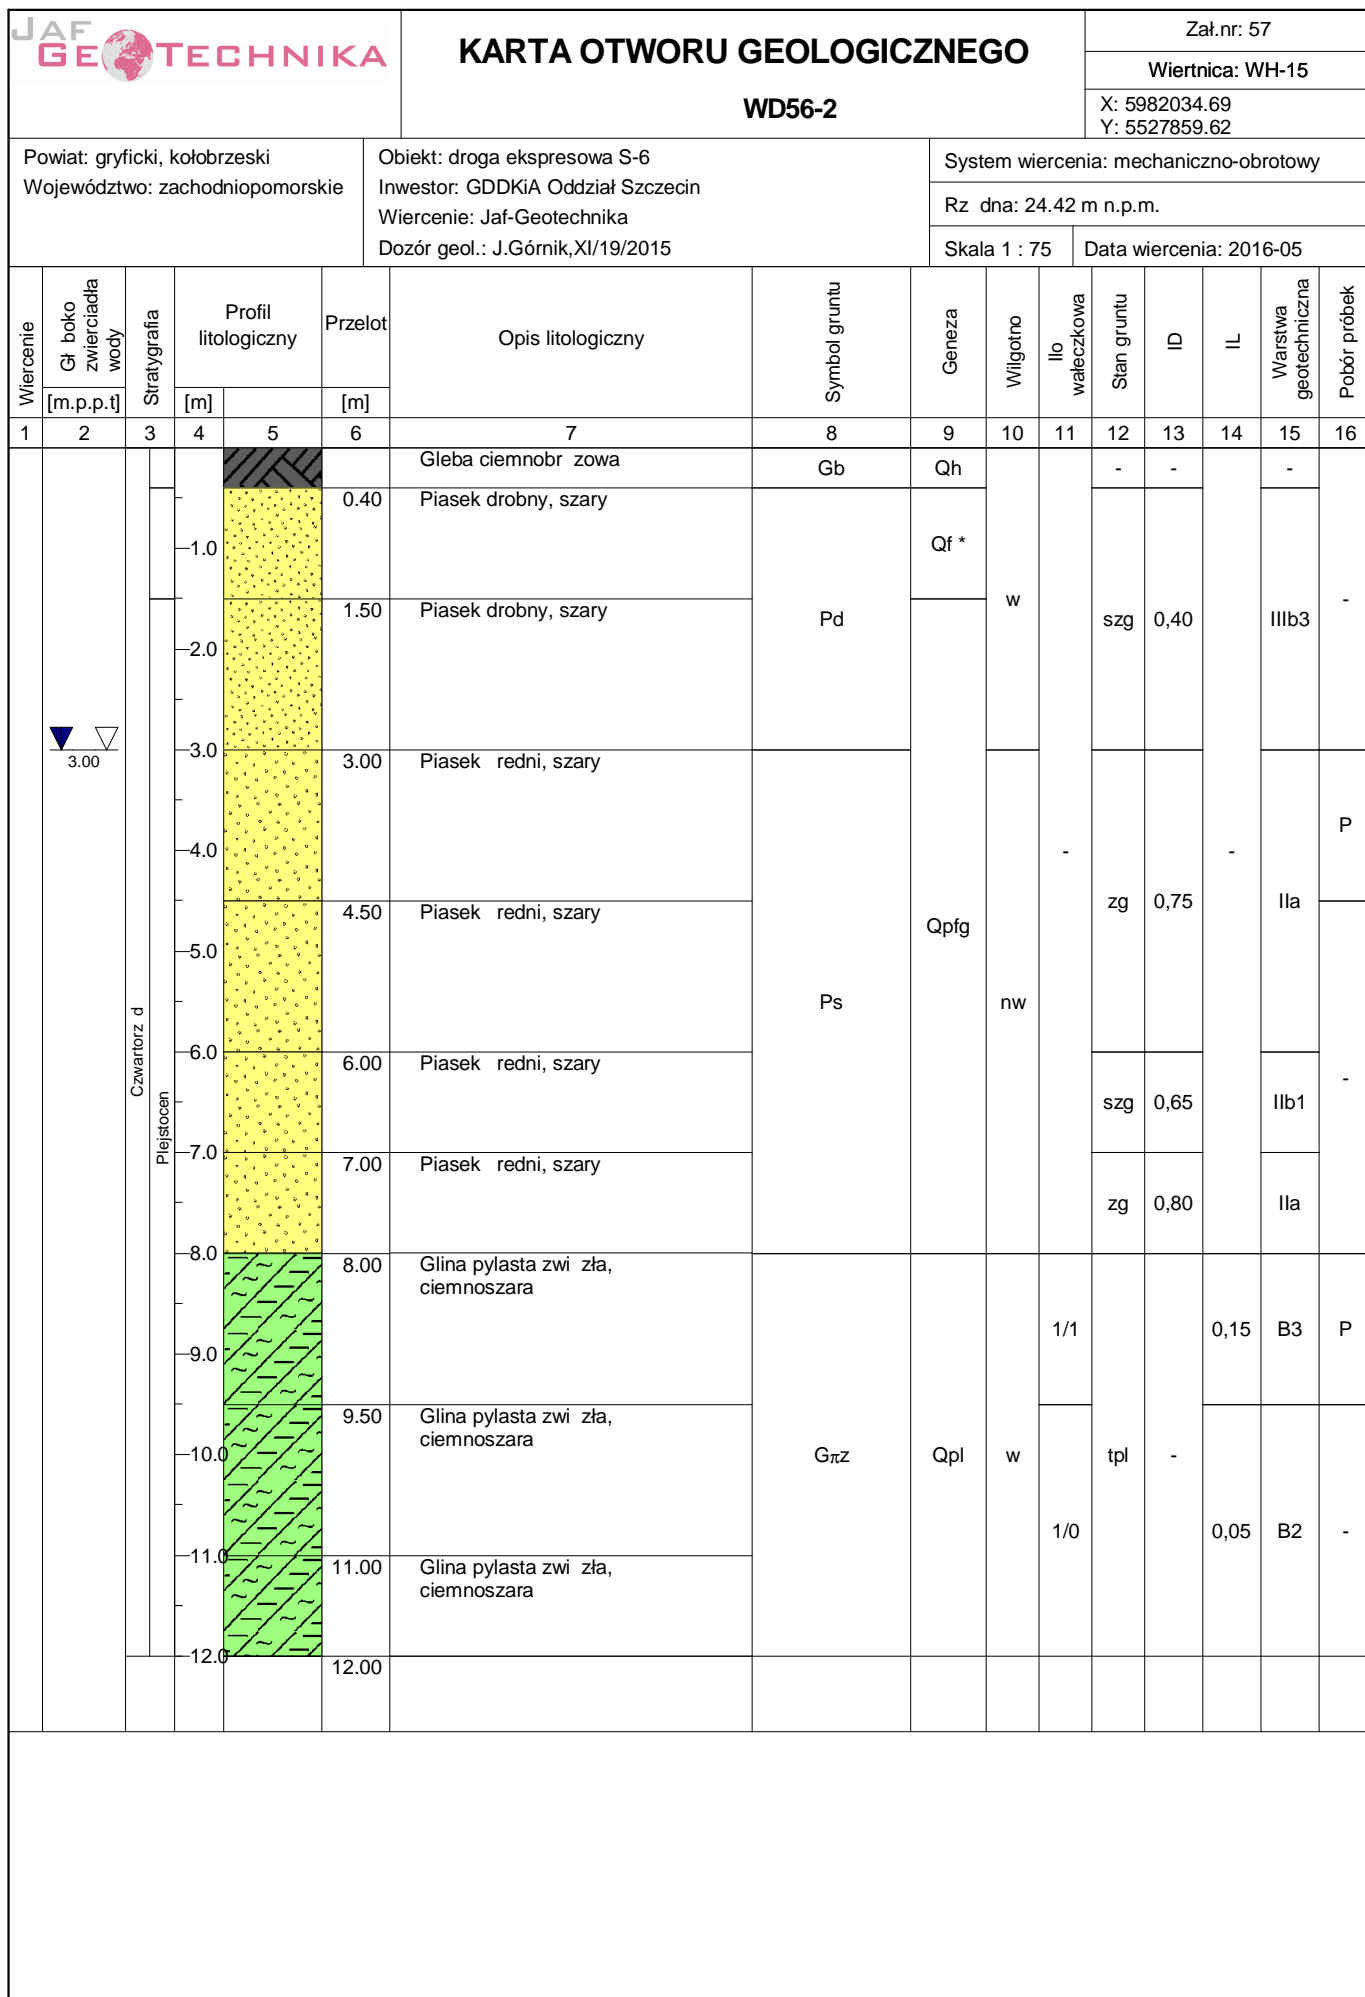 JAF
GEOTECHNIKA
KARTA OTWORU GEOLOGICZNEGO
WD56-2
Zał.nr: 57
Wiertnica: WH-15
X: 5982034.69
Y: 5527859.62
Powiat: gryficki, kołobrzeski
Województwo: zachodniopomorskie
Obiekt: droga ekspresowa S-6
Inwestor: GDDKiA Oddział Szczecin
Wiercenie: Jaf-Geotechnika
Dozór geol.: J.Górnik,XI/19/2015
System wiercenia: mechaniczno-obrotowy
Rz dna: 24.42 m n.p.m.
Skala 1 : 75 Data wiercenia: 2016-05
Wiercenie
Gł boko
zwierciadła
wody
[m.p.p.t]
Stratygrafia
Profil
litologiczny
[m]
Przelot
[m]
Opis litologiczny
Symbol gruntu
Geneza
Wilgotno
Ilo
wałeczkowa
Stan gruntu
ID
IL
Warstwa
geotechniczna
Pobór próbek
1 2 3 4 5 6 7 8 9 10 11 12 13 14 15 16
Gleba ciemnobr zowa Gb Qh - - -
0.40 Piasek drobny, szary
1.0 Qf *
1.50 Piasek drobny, szary Pd w szg 0,40 IIIb3 -
2.0
3.0
3.00 3.00 Piasek redni, szary
P
4.0 - -
4.50 Piasek redni, szary zg 0,75 IIa
Qpfg
5.0
Ps nw
Czwartorz d
6.0
6.00 Piasek redni, szary
-
szg 0,65 IIb1
Plejstocen
7.0
7.00 Piasek redni, szary
zg 0,80 IIa
8.0
8.00 Glina pylasta zwi zła,
ciemnoszara
1/1 0,15 B3 P
9.0
9.50 Glina pylasta zwi zła,
ciemnoszara
10.0 Gπz Qpl w tpl -
1/0 0,05 B2 -
11.0
11.00 Glina pylasta zwi zła,
ciemnoszara
12.0
12.00